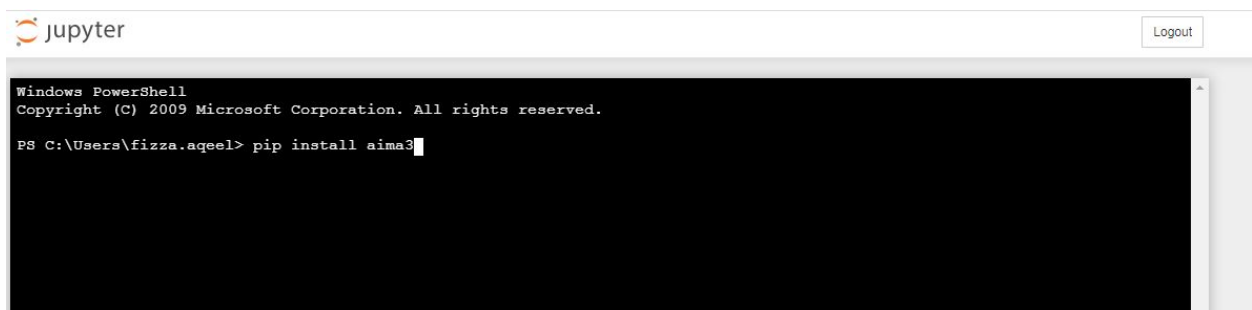 jupyter
Logout
Windows PowerShell
Copyright (C) 2009 Microsoft Corporation. All rights reserved.
PS C:\Users\fizza.aqeel> pip install aima3